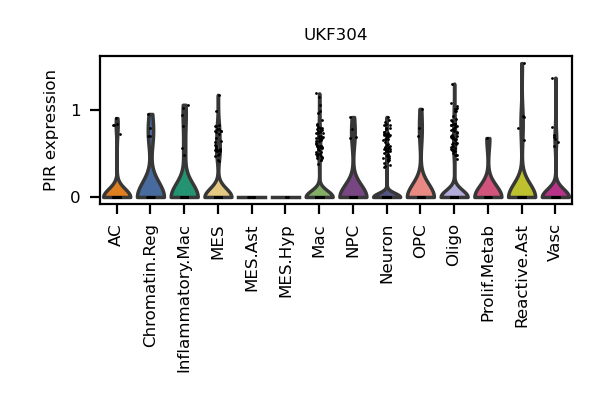 UKF304
PIR expression
1
0
AC
Chromatin.Reg
Inflammatory.Mac
MES
MES.Ast
MES.Hyp
Mac
NPC
Neuron
OPC
Oligo
Prolif.Metab
Reactive.Ast
Vasc